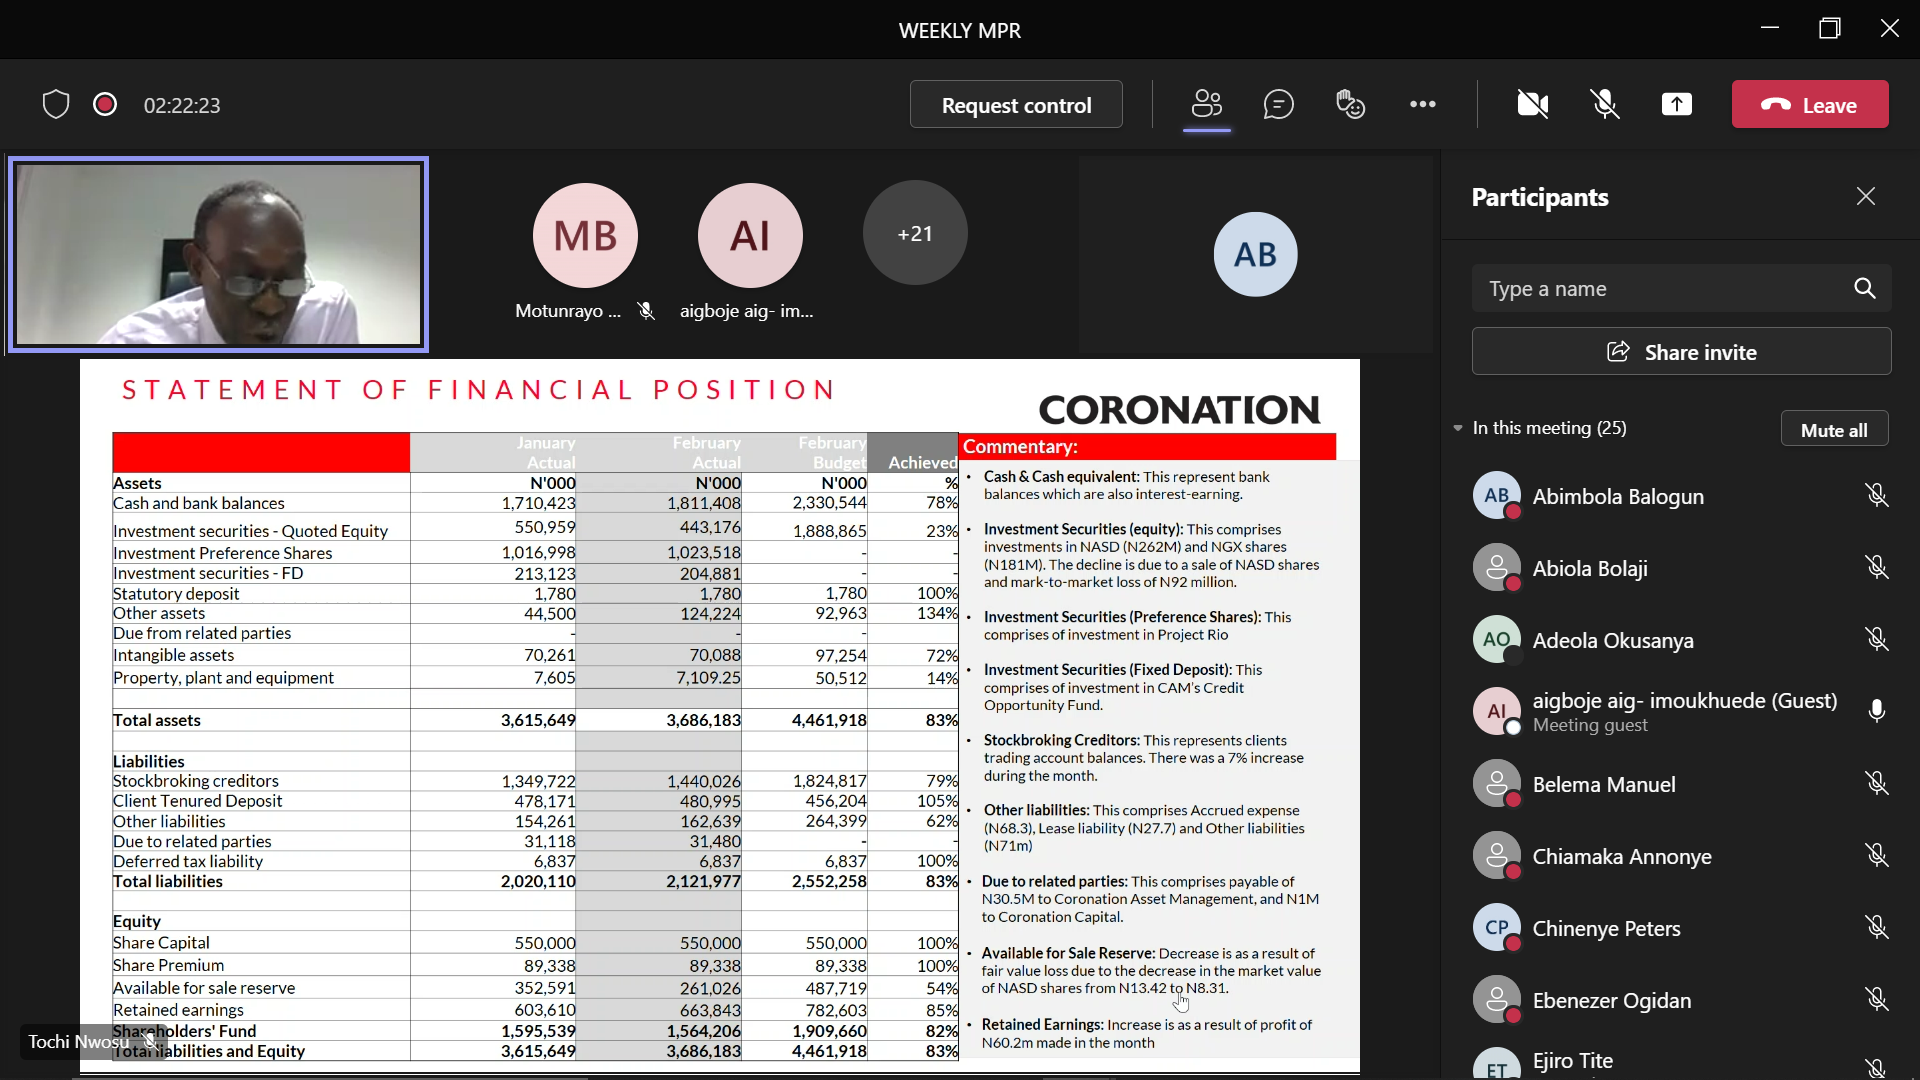 WEEKLY MPR
02:22:23
Request control
Leave
MB
AI
+21
AB
Motunrayo ...
aigboje aig- im...
Participants
Type a name
Share invite
In this meeting (25)
Mute all
AB Abimbola Balogun
Abiola Bolaji
AO Adeola Okusanya
AI aigboje aig- imoukhuede (Guest)
Meeting guest
Belema Manuel
Chiamaka Annonye
CP Chinenye Peters
Ebenezer Ogidan
ET Ejiro Tite
STATEMENT OF FINANCIAL POSITION
CORONATION
January Actual February Actual February Budget Achieved
Assets N'000 N'000 N'000 %
Cash and bank balances 1,710,423 1,811,408 2,330,544 78%
Investment securities - Quoted Equity 550,959 443,176 1,888,865 23%
Investment Preference Shares 1,016,998 1,023,518 - -
Investment securities - FD 213,123 204,881 - -
Statutory deposit 1,780 1,780 1,780 100%
Other assets 44,500 124,224 92,963 134%
Due from related parties - - -
Intangible assets 70,261 70,088 97,254 72%
Property, plant and equipment 7,605 7,109.25 50,512 14%
Total assets 3,615,649 3,686,183 4,461,918 83%
Liabilities
Stockbroking creditors 1,349,722 1,440,026 1,824,817 79%
Client Tenured Deposit 478,171 480,995 456,204 105%
Other liabilities 154,261 162,639 264,399 62%
Due to related parties 31,118 31,480 - -
Deferred tax liability 6,837 6,837 6,837 100%
Total liabilities 2,020,110 2,121,977 2,552,258 83%
Equity
Share Capital 550,000 550,000 550,000 100%
Share Premium 89,338 89,338 89,338 100%
Available for sale reserve 352,591 261,026 487,719 54%
Retained earnings 603,610 663,843 782,603 85%
Shareholders' Fund 1,595,539 1,564,206 1,909,660 82%
Total liabilities and Equity 3,615,649 3,686,183 4,461,918 83%
Tochi Nwosu
Commentary:
• Cash & Cash equivalent: This represent bank
balances which are also interest-earning.
• Investment Securities (equity): This comprises
investments in NASD (N262M) and NGX shares
(N181M). The decline is due to a sale of NASD shares
and mark-to-market loss of N92 million.
• Investment Securities (Preference Shares): This
comprises of investment in Project Rio
• Investment Securities (Fixed Deposit): This
comprises of investment in CAM's Credit
Opportunity Fund.
• Stockbroking Creditors: This represents clients
trading account balances. There was a 7% increase
during the month.
• Other liabilities: This comprises Accrued expense
(N68.3), Lease liability (N27.7) and Other liabilities
(N71m)
• Due to related parties: This comprises payable of
N30.5M to Coronation Asset Management, and N1M
to Coronation Capital.
• Available for Sale Reserve: Decrease is as a result of
fair value loss due to the decrease in the market value
of NASD shares from N13.42 to N8.31.
• Retained Earnings: Increase is as a result of profit of
N60.2m made in the month